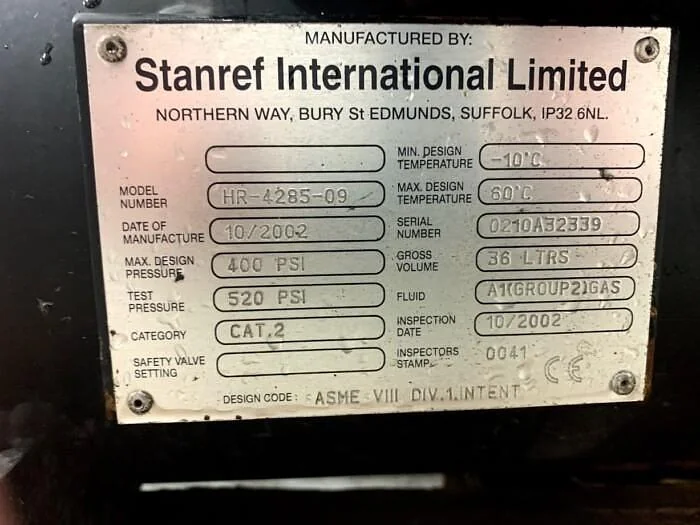 MANUFACTURED BY:
Stanref International Limited
NORTHERN WAY, BURY St EDMUNDS, SUFFOLK, IP32 6NL.
MODEL NUMBER HR-4285-09
DATE OF MANUFACTURE 10/2002
MAX. DESIGN PRESSURE 400 PSI
TEST PRESSURE 520 PSI
CATEGORY CAT.2
SAFETY VALVE SETTING
MIN. DESIGN TEMPERATURE -10°C
MAX. DESIGN TEMPERATURE 60°C
SERIAL NUMBER 0210A32339
GROSS VOLUME 36 LTRS
FLUID A1(GROUP2)GAS
INSPECTION DATE 10/2002
INSPECTORS STAMP 0041 CE
DESIGN CODE: ASME VIII DIV.1.INTENT